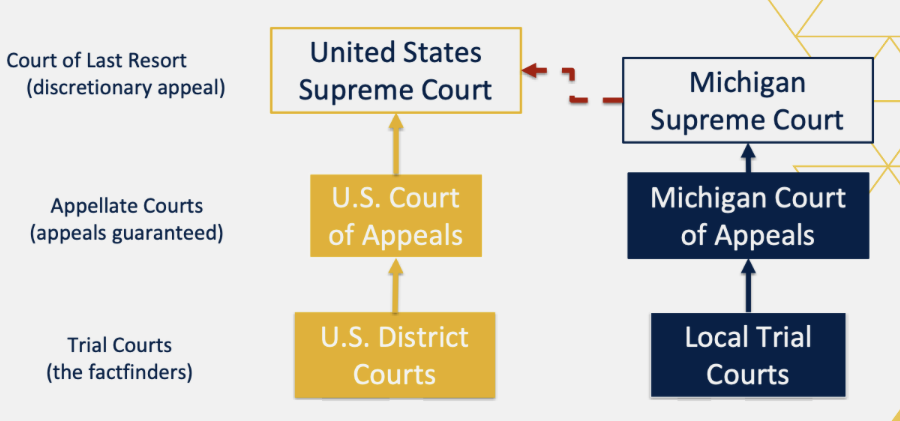 Court of Last Resort
(discretionary appeal)
United States
Supreme Court
Michigan
Supreme Court
Appellate Courts
(appeals guaranteed)
U.S. Court
of Appeals
Michigan Court
of Appeals
Trial Courts
(the factfinders)
U.S. District
Courts
Local Trial
Courts